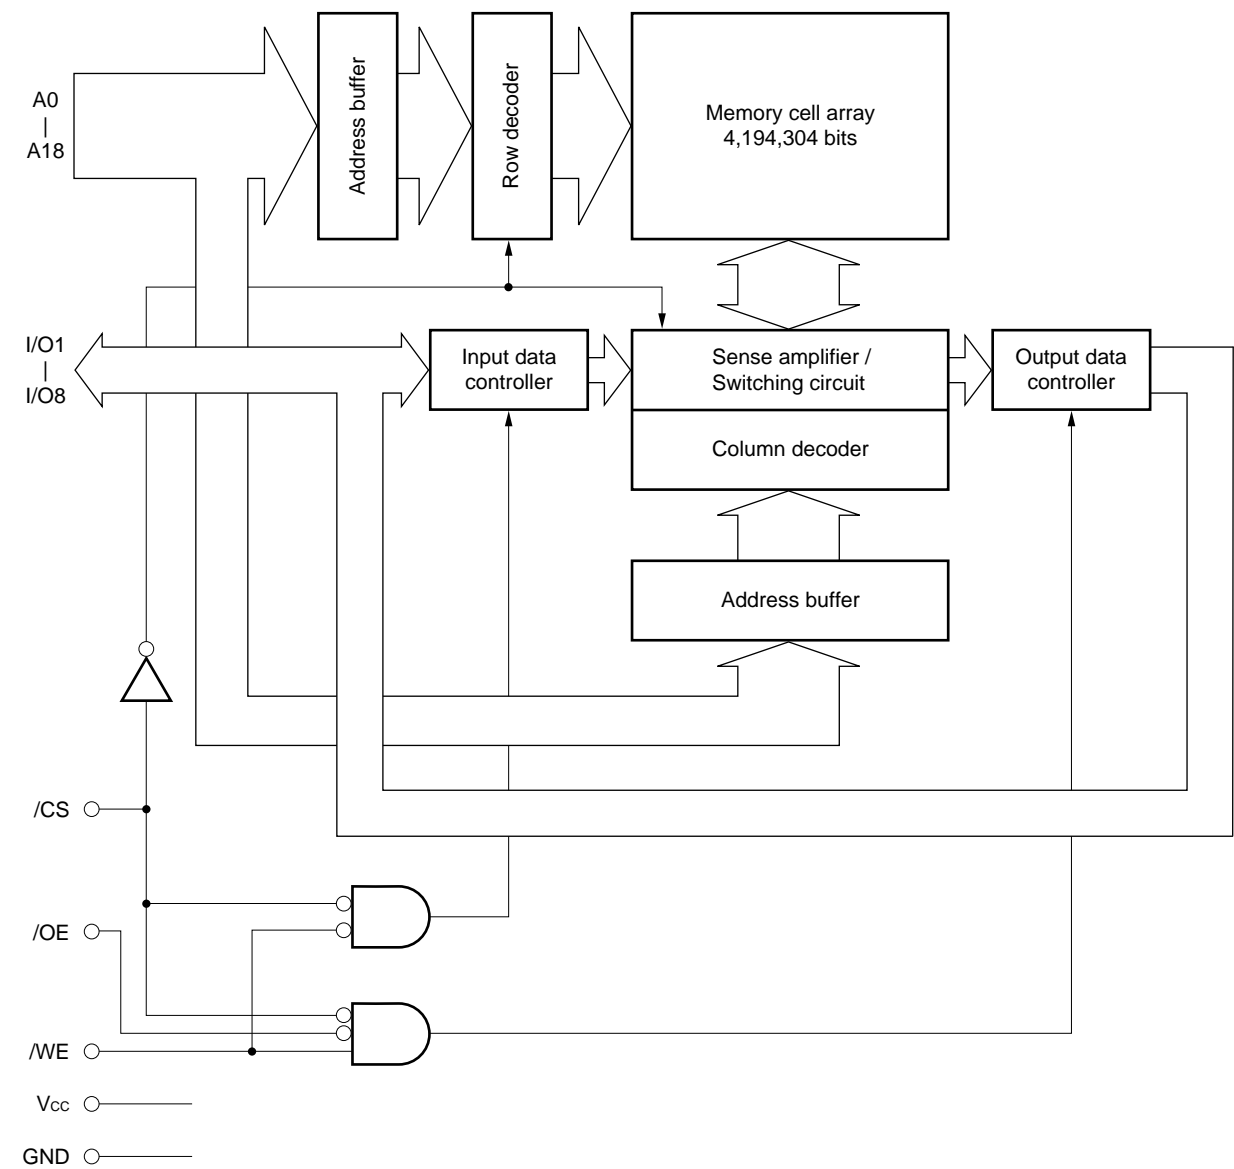 A0
|
A18
Address buffer
Row decoder
Memory cell array
4,194,304 bits
I/O1
|
I/O8
Input data
controller
Sense amplifier /
Switching circuit
Output data
controller
Column decoder
Address buffer
/CS
/OE
/WE
Vcc
GND